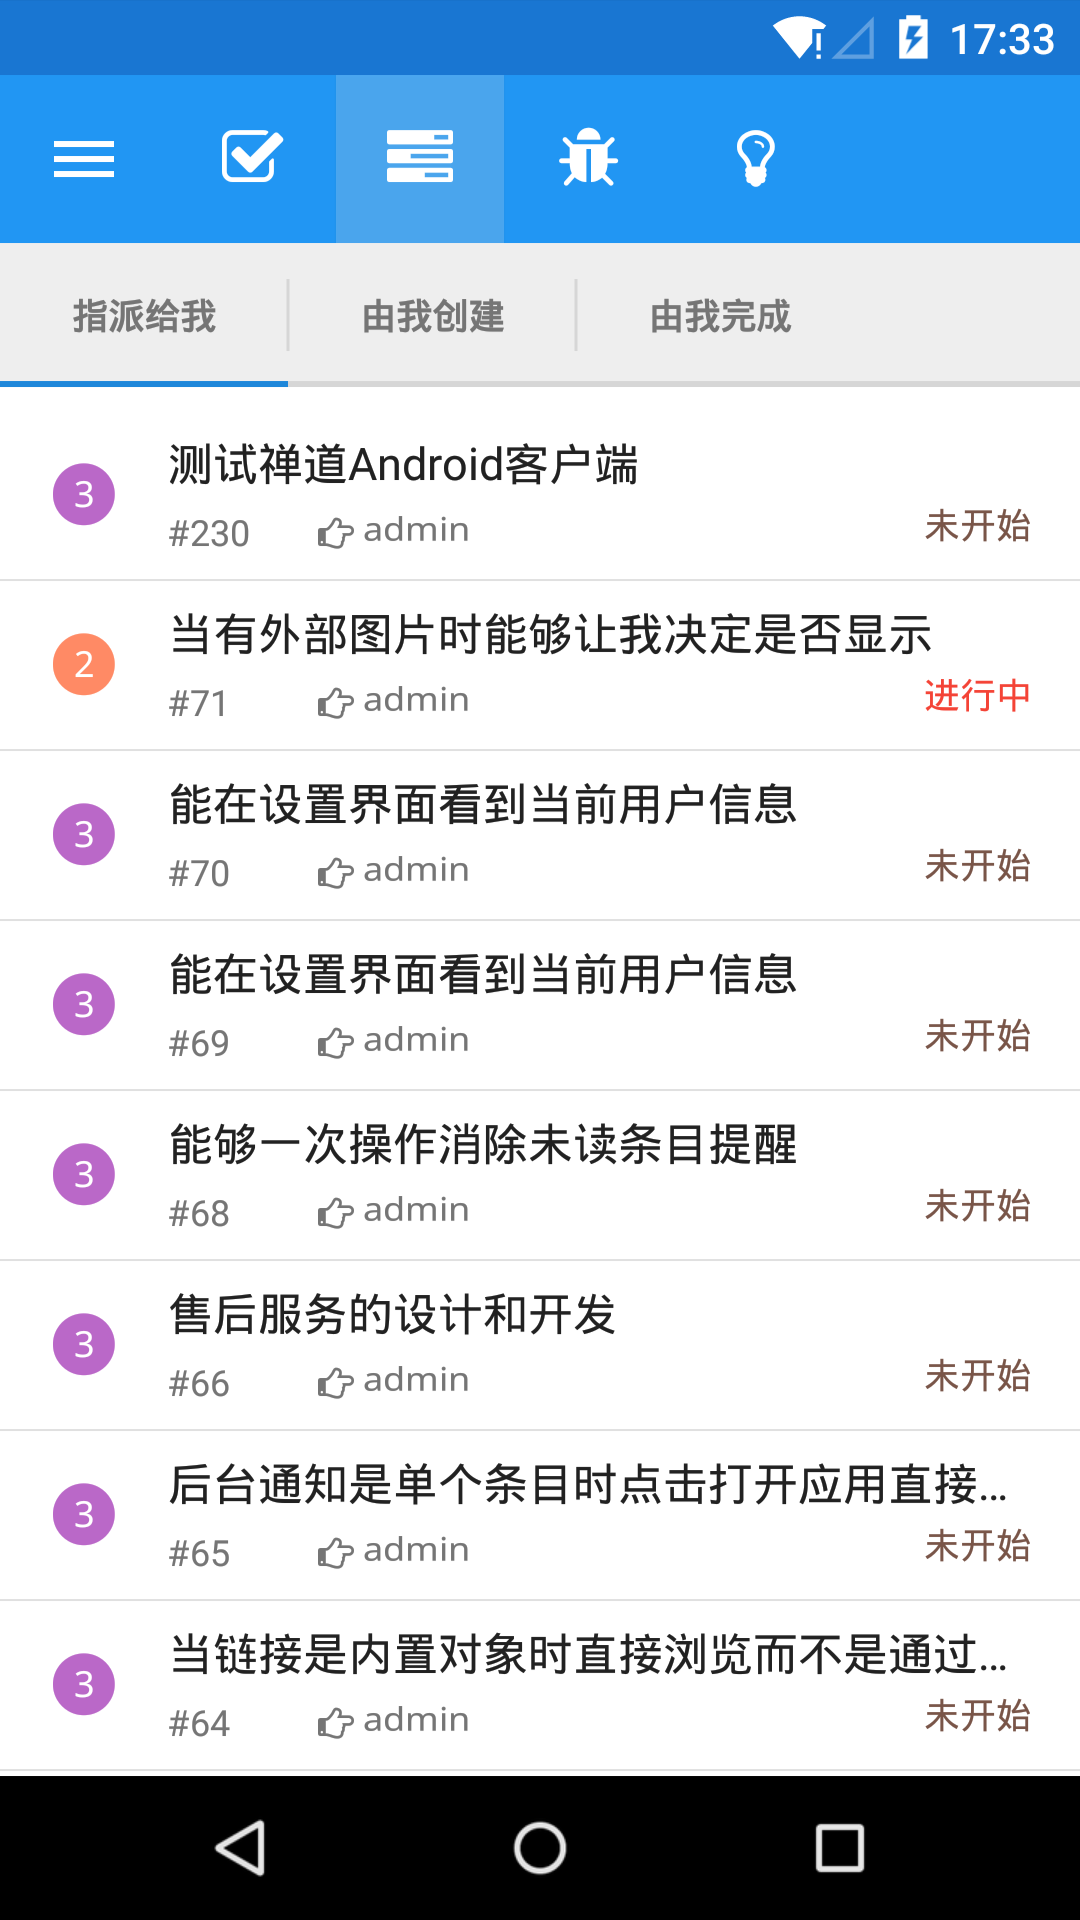 17:33
指派给我 由我创建 由我完成
测试禅道Android客户端
3
#230 admin 未开始
当有外部图片时能够让我决定是否显示
2
#71 admin 进行中
能在设置界面看到当前用户信息
3
#70 admin 未开始
能在设置界面看到当前用户信息
3
#69 admin 未开始
能够一次操作消除未读条目提醒
3
#68 admin 未开始
售后服务的设计和开发
3
#66 admin 未开始
后台通知是单个条目时点击打开应用直接...
3
#65 admin 未开始
当链接是内置对象时直接浏览而不是通过...
3
#64 admin 未开始